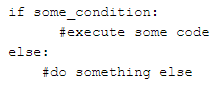 if some_condition:
      #execute some code
else:
    #do something else